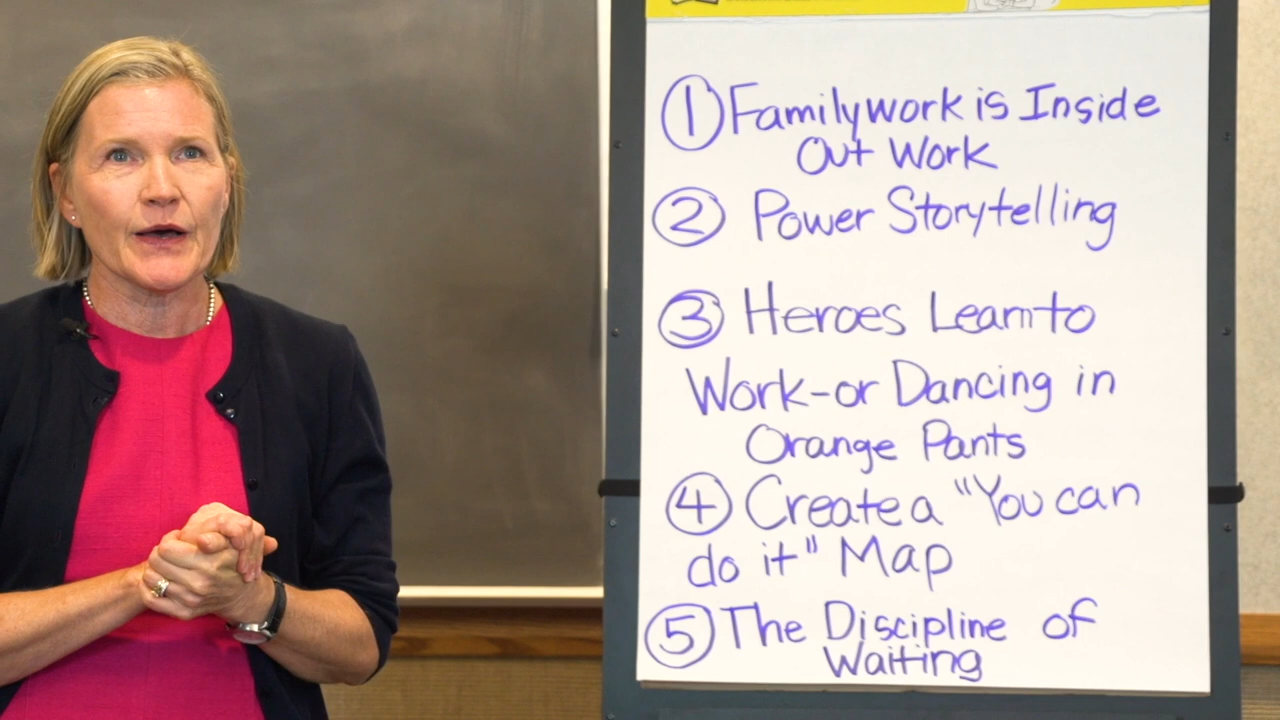 ① Familywork is Inside
Out Work
② Power Storytelling
③ Heroes Learn to
Work-or Dancing in
Orange Pants
④ Create a "You can
do it" Map
⑤ The Discipline of
Waiting